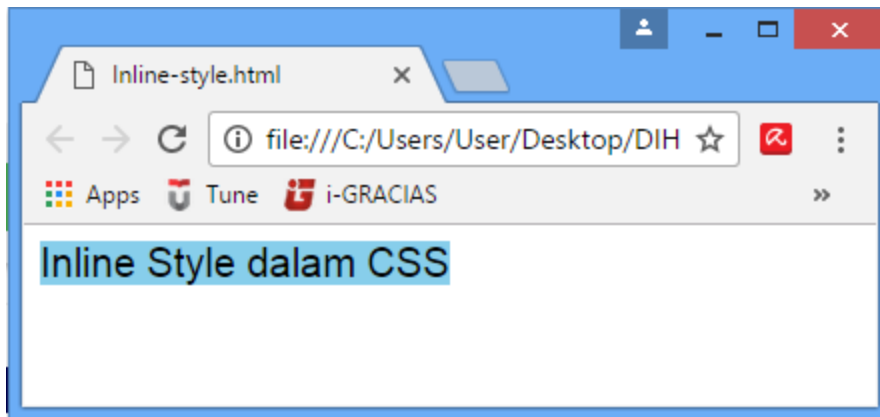 Inline-style.html
file:///C:/Users/User/Desktop/DIH
Apps Tune i-GRACIAS
Inline Style dalam CSS